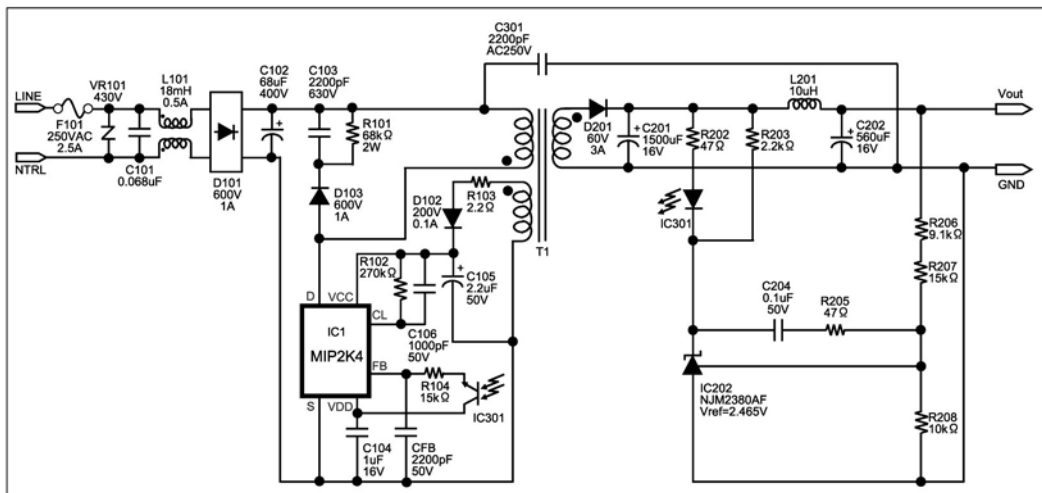 C301
2200pF
AC250V
LINE
F101
250VAC
2.5A
NTRL
VR101
430V
C101
0.068uF
L101
18mH
0.5A
D101
600V
1A
C102
68uF
400V
C103
2200pF
630V
R101
68kΩ
2W
D103
600V
1A
D102
200V
0.1A
R103
2.2Ω
T1
D201
60V
3A
C201
1500uF
16V
R202
47Ω
R203
2.2kΩ
L201
10uH
C202
560uF
16V
Vout
GND
IC301
R206
9.1kΩ
R207
15kΩ
R102
270kΩ
C105
2.2uF
50V
C106
1000pF
50V
D
VCC
CL
IC1
MIP2K4
FB
S
VDD
R104
15kΩ
IC301
C104
1uF
16V
CFB
2200pF
50V
C204
0.1uF
50V
R205
47Ω
IC202
NJM2380AF
Vref=2.465V
R208
10kΩ